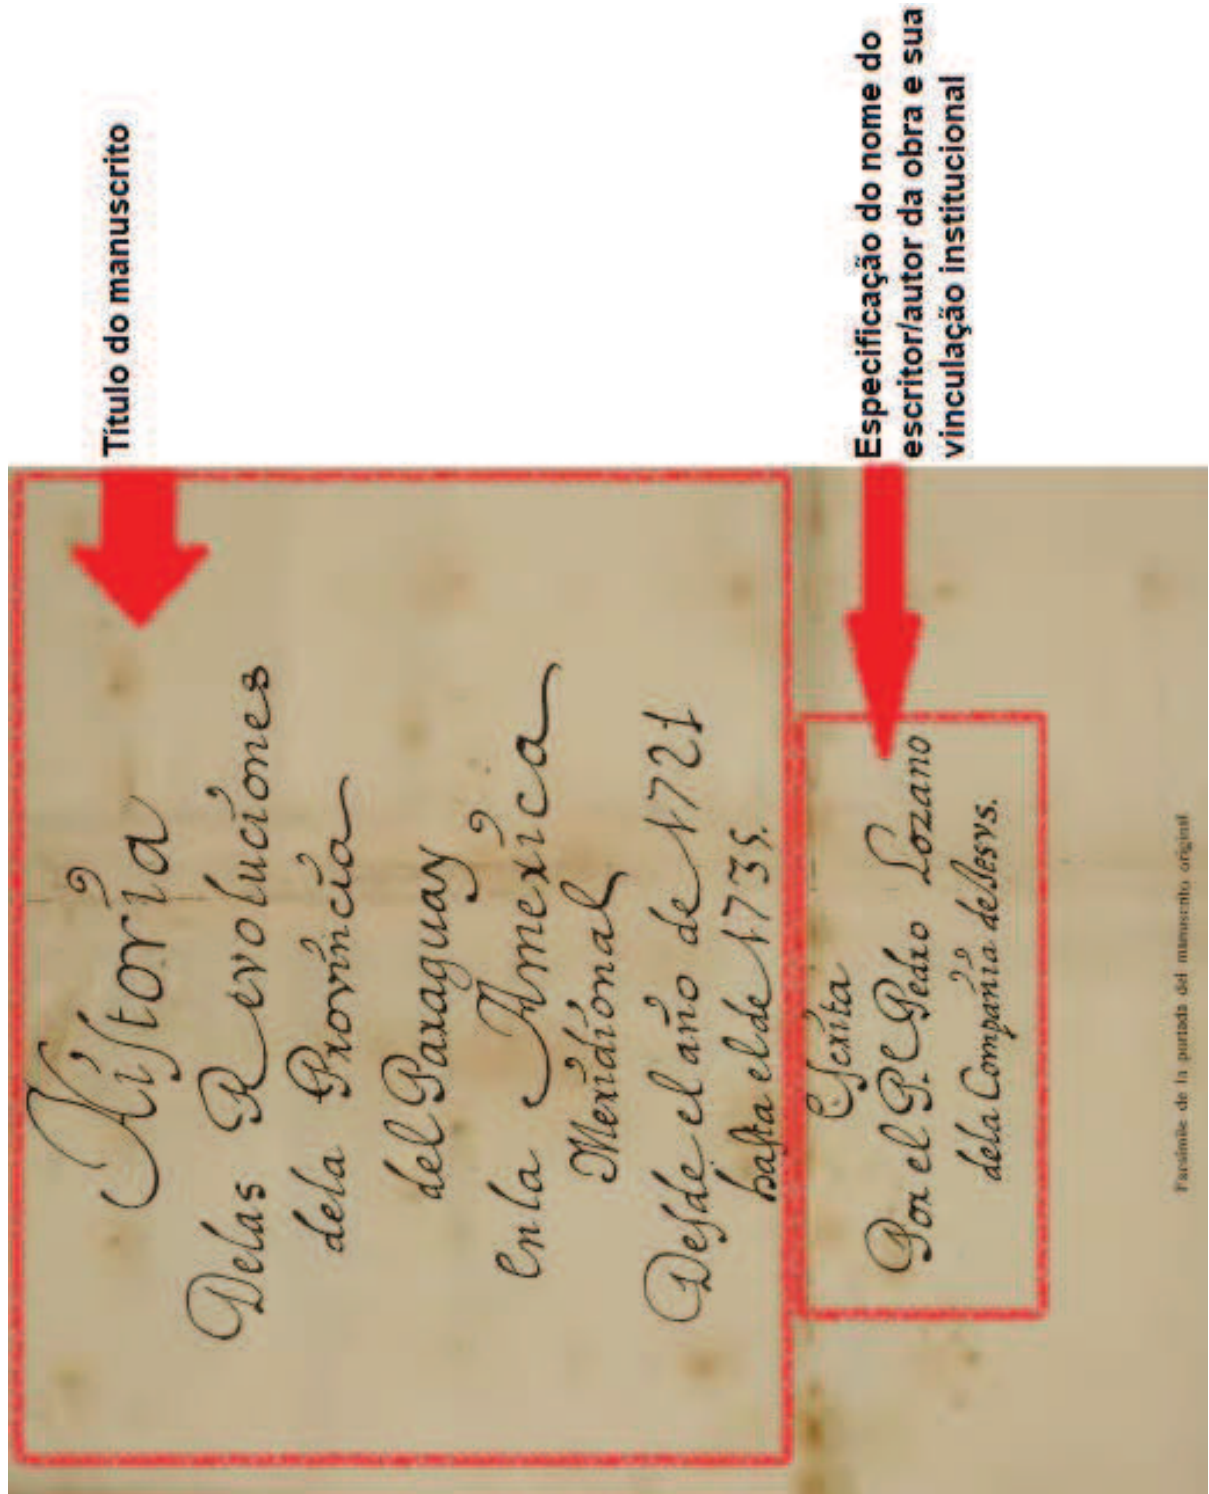 Título do manuscrito
Hiſtoria
Delas Revoluciones
dela Provincia
del Paraguay
en la America
Meridional
Deſde el año de 1721
haſta el de 1735.
Eſcrita
Por el P.e Pedro Lozano
dela Compañia de Jesvs.
Especificação do nome do
escritor/autor da obra e sua
vinculação institucional
Facsímile de la portada del manuscrito original